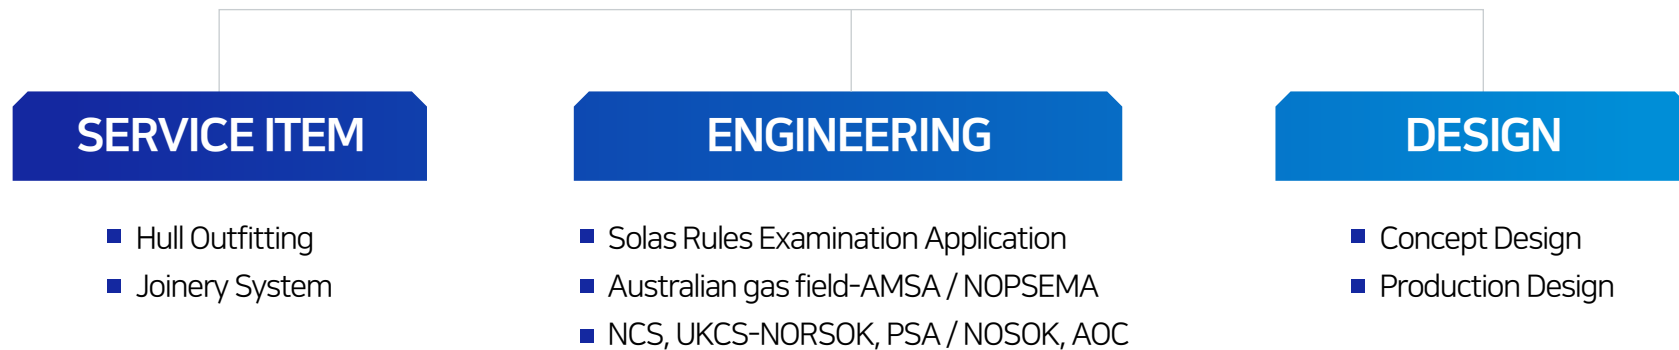 SERVICE ITEM
Hull Outfitting
Joinery System
ENGINEERING
Solas Rules Examination Application
Australian gas field-AMSA / NOPSEMA
NCS, UKCS-NORSOK, PSA / NOSOK, AOC
DESIGN
Concept Design
Production Design